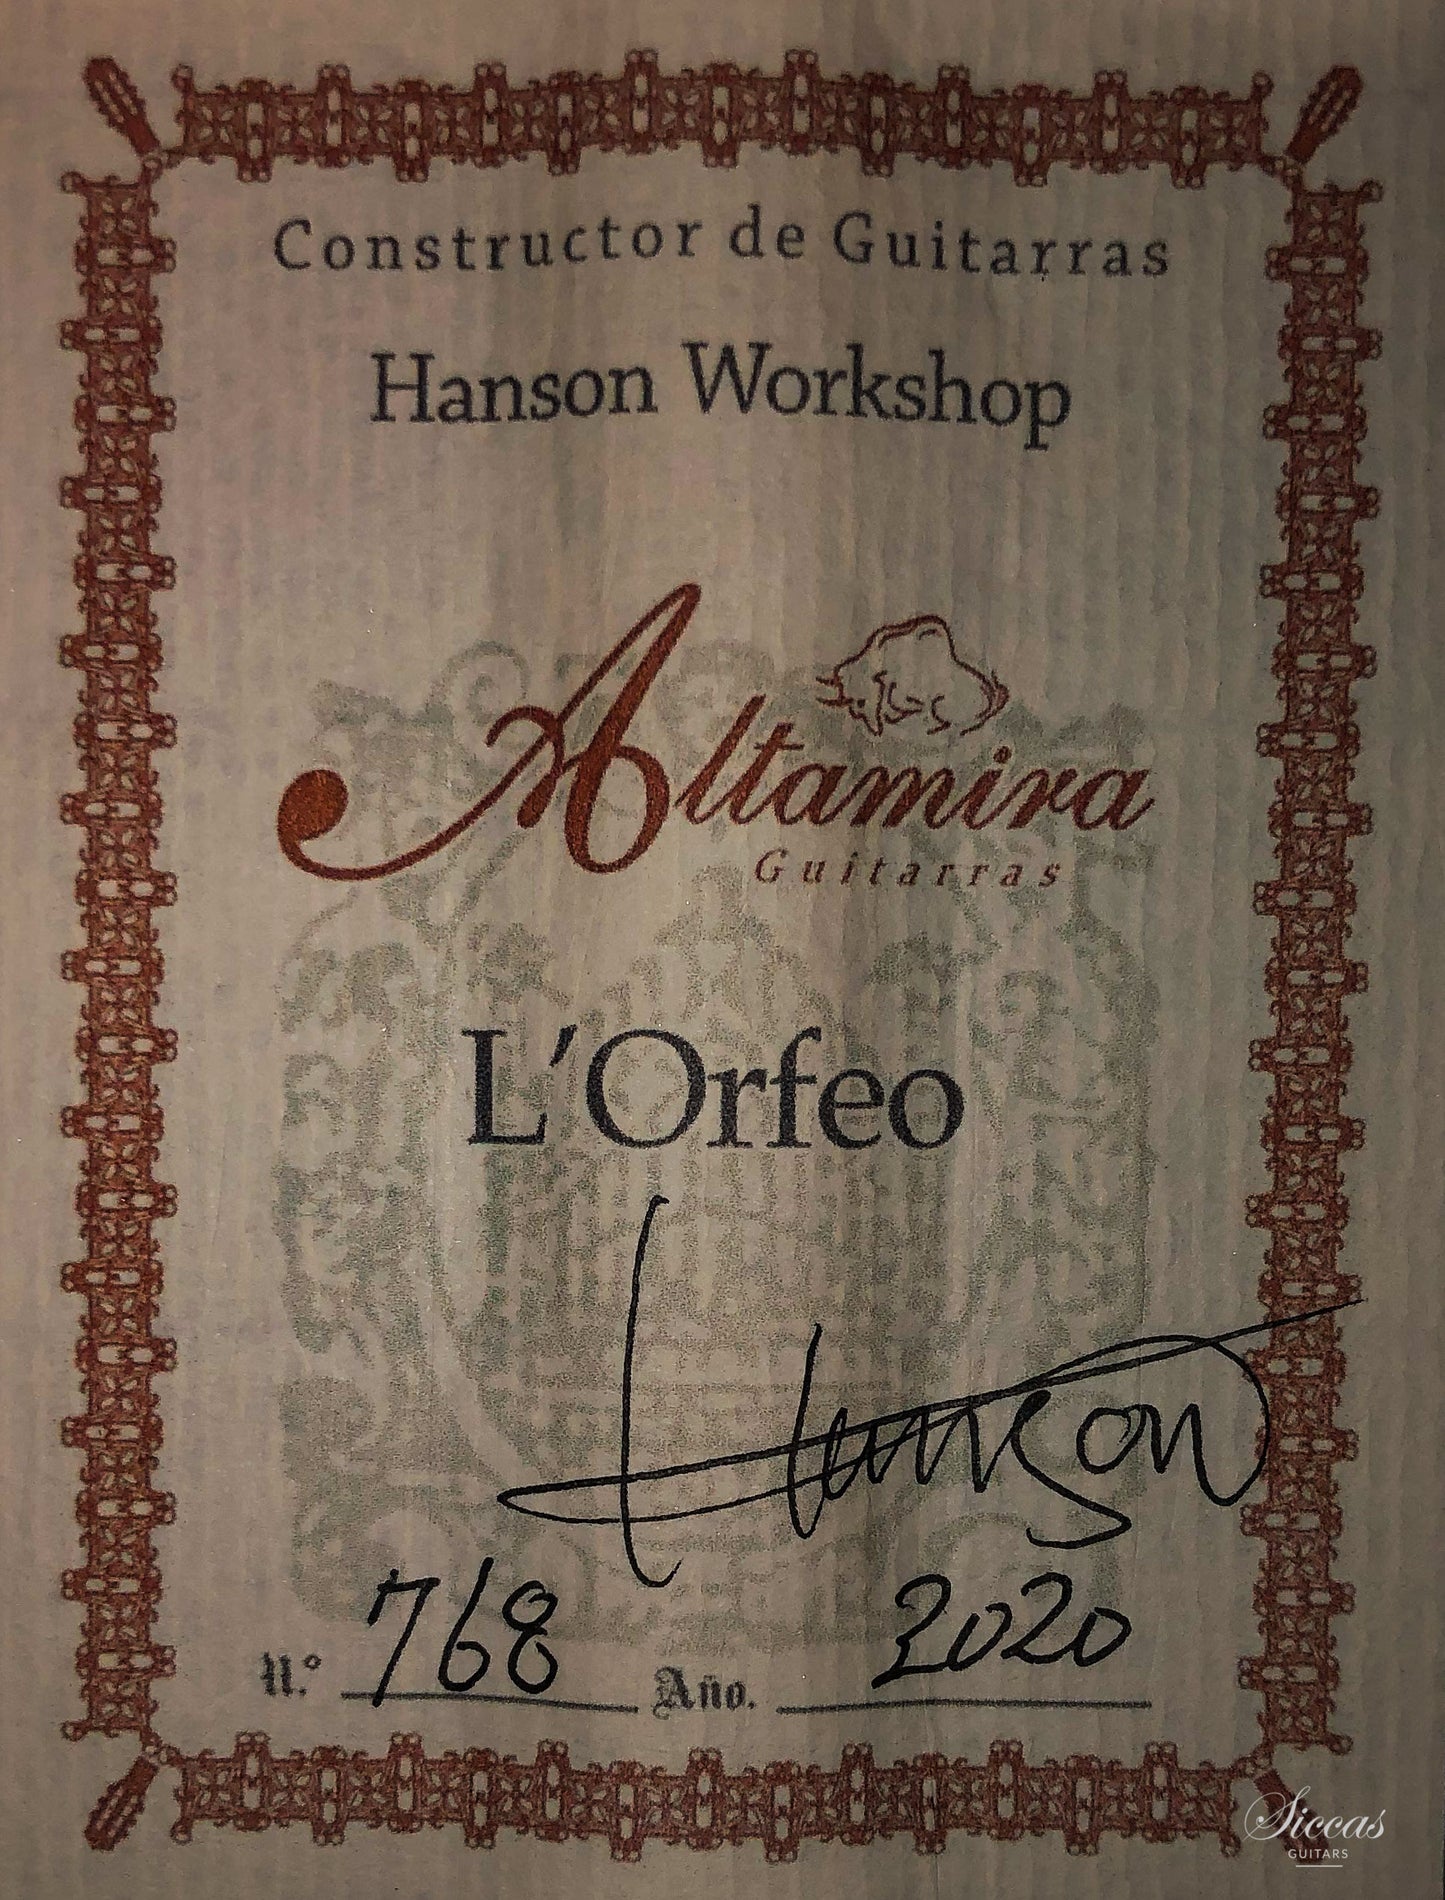 Constructor de Guitarras
Hanson Workshop
Altamira
Guitarras
L'Orfeo
Hanson
N.º 768 Año. 2020
Siccas
GUITARS